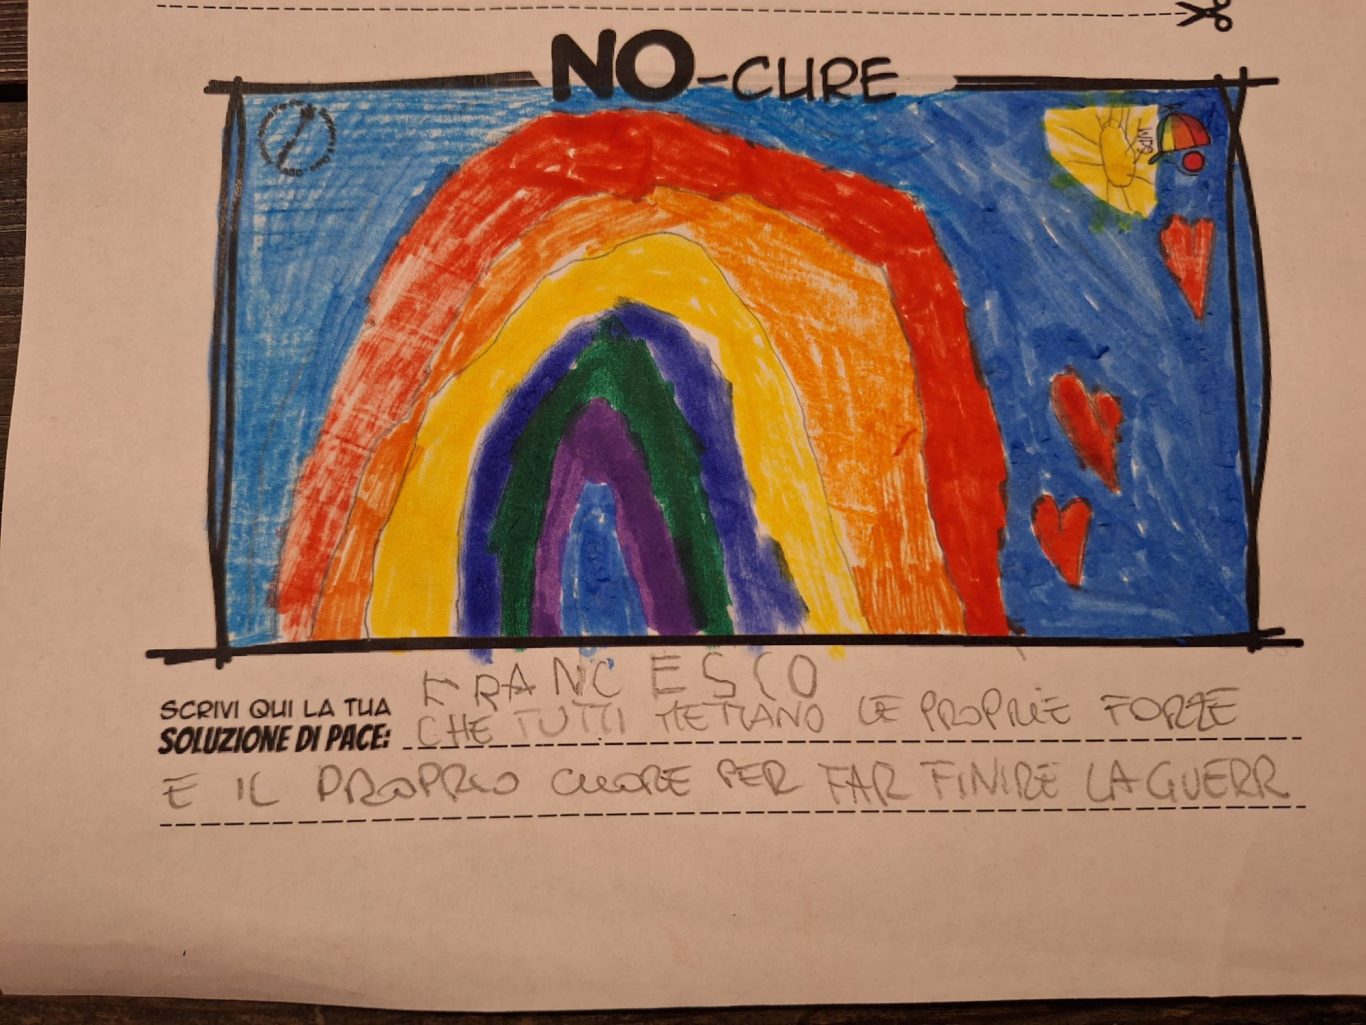 NO-CURE
SCRIVI QUI LA TUA
SOLUZIONE DI PACE:
FRANCESCO
CHE TUTTI METTANO LE PROPRIE FORZE
E IL PROPRIO CUORE PER FAR FINIRE LA GUERR